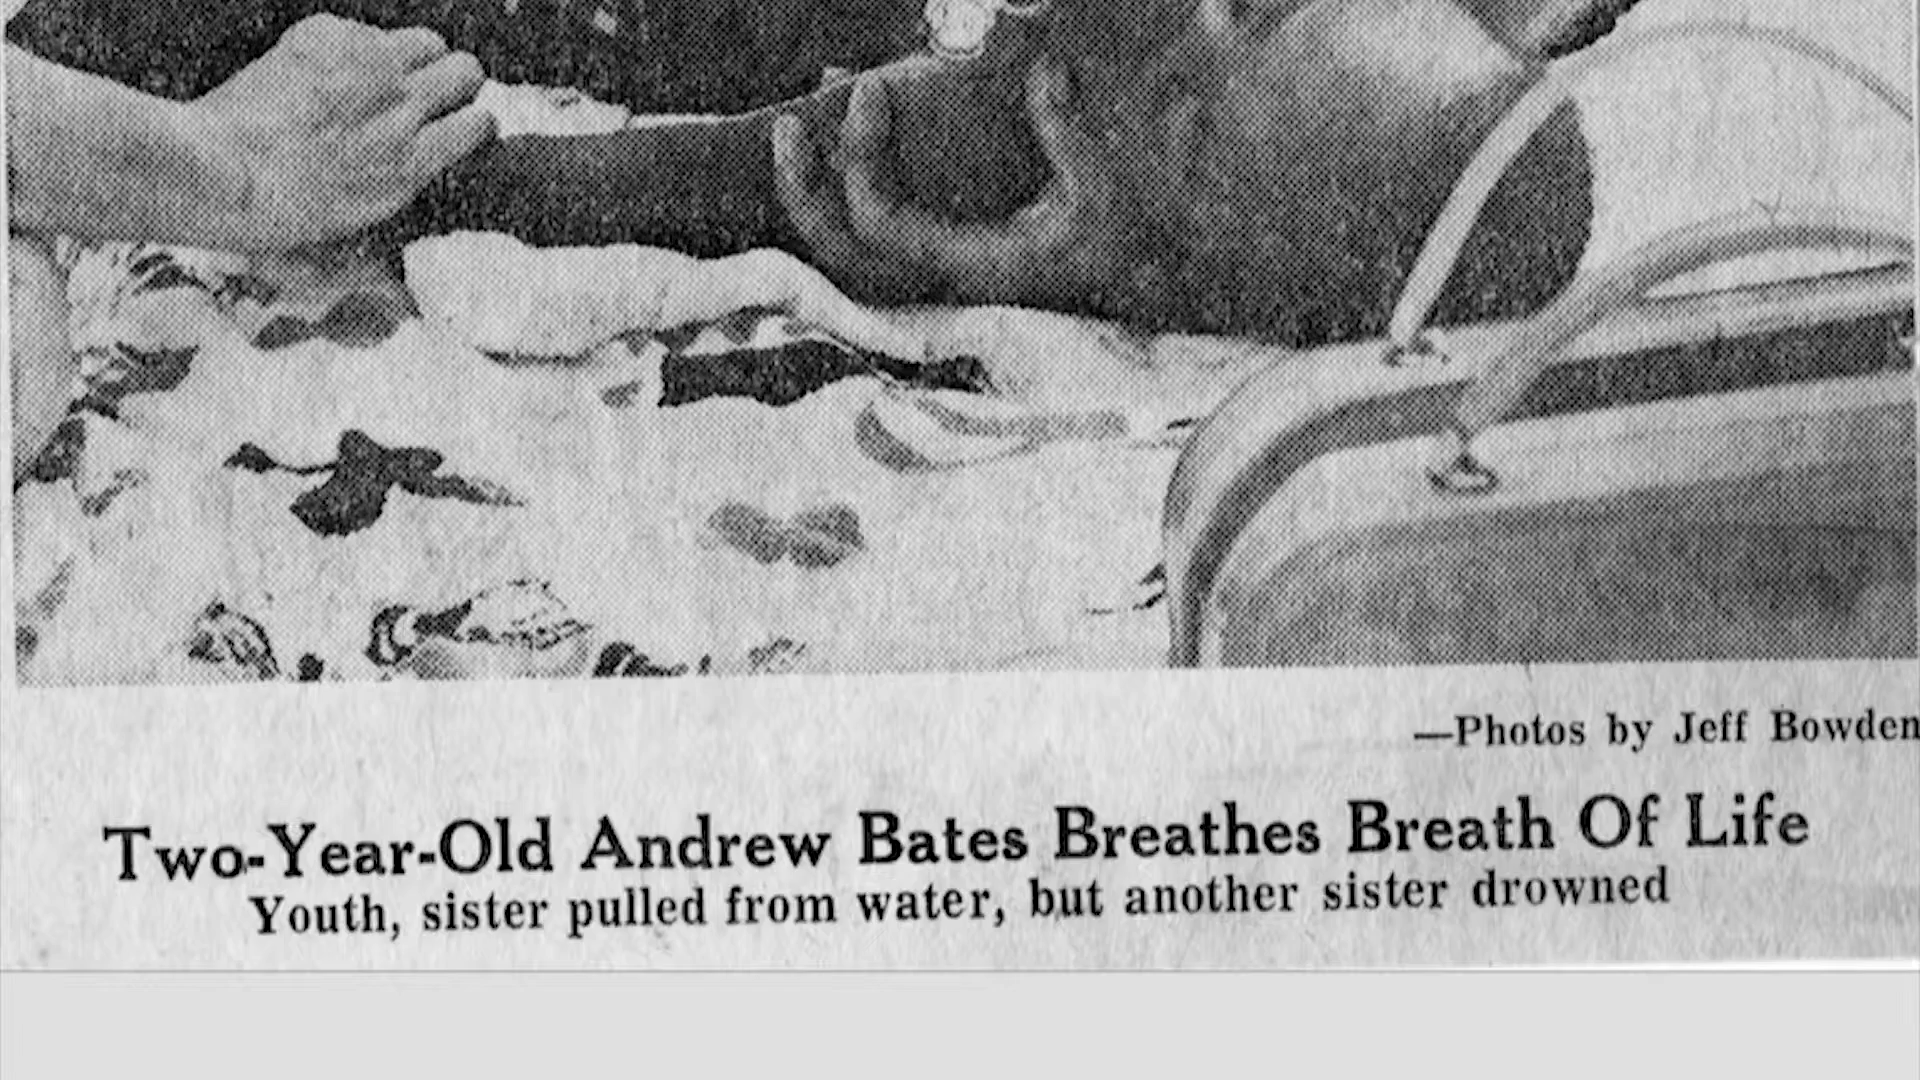 —Photos by Jeff Bowden
Two-Year-Old Andrew Bates Breathes Breath Of Life
Youth, sister pulled from water, but another sister drowned